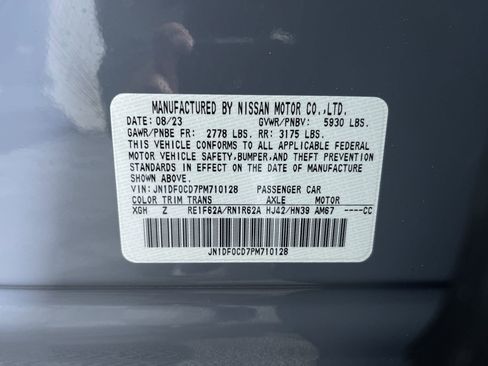 MANUFACTURED BY NISSAN MOTOR CO.,LTD.
DATE: 08/23 GVWR/PNBV: 5930 LBS.
GAWR/PNBE FR: 2778 LBS. RR: 3175 LBS.
THIS VEHICLE CONFORMS TO ALL APPLICABLE FEDERAL
MOTOR VEHICLE SAFETY,BUMPER,AND THEFT PREVENTION
STANDARDS IN EFFECT ON THE DATE OF MANUFACTURE
SHOWN ABOVE.
VIN: JN1DF0CD7PM710128 PASSENGER CAR
COLOR TRIM TRANS AXLE MOTOR
XGH Z RE1F62A/RN1R62A HJ42/HN39 AM67 ----CC
JN1DF0CD7PM710128